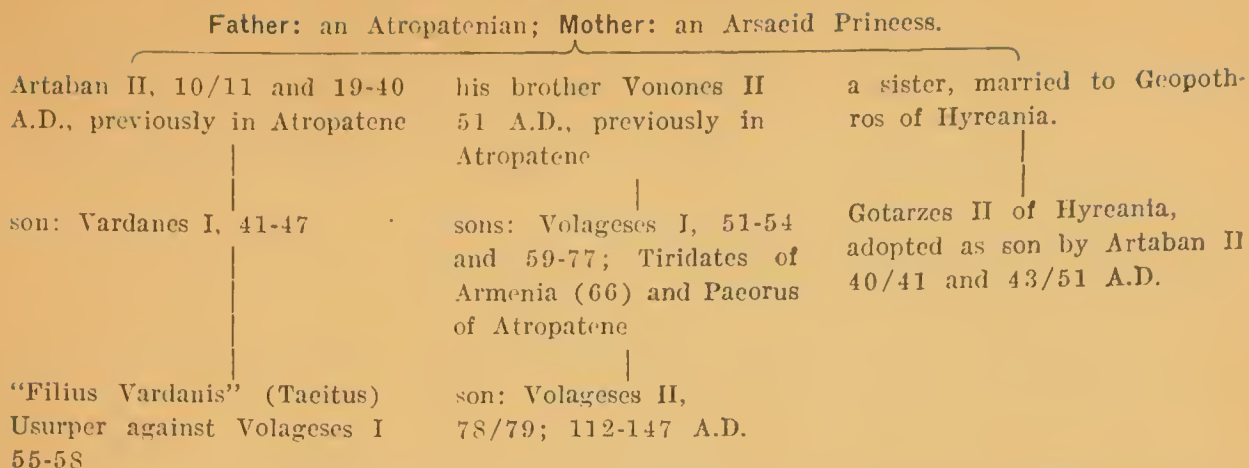 Father: an Atropatenian; Mother: an Arsacid Princess.
Artaban II, 10/11 and 19-40
A.D., previously in Atropatene
his brother Vonones II
51 A.D., previously in
Atropatene
a sister, married to Geopoth-
ros of Hyrcania.
son: Vardanes I, 41-47
sons: Volageses I, 51-54
and 59-77; Tiridates of
Armenia (66) and Pacorus
of Atropatene
Gotarzes II of Hyrcania,
adopted as son by Artaban II
40/41 and 43/51 A.D.
"Filius Vardanis" (Tacitus)
Usurper against Volageses I
55-58
son: Volageses II,
78/79; 112-147 A.D.